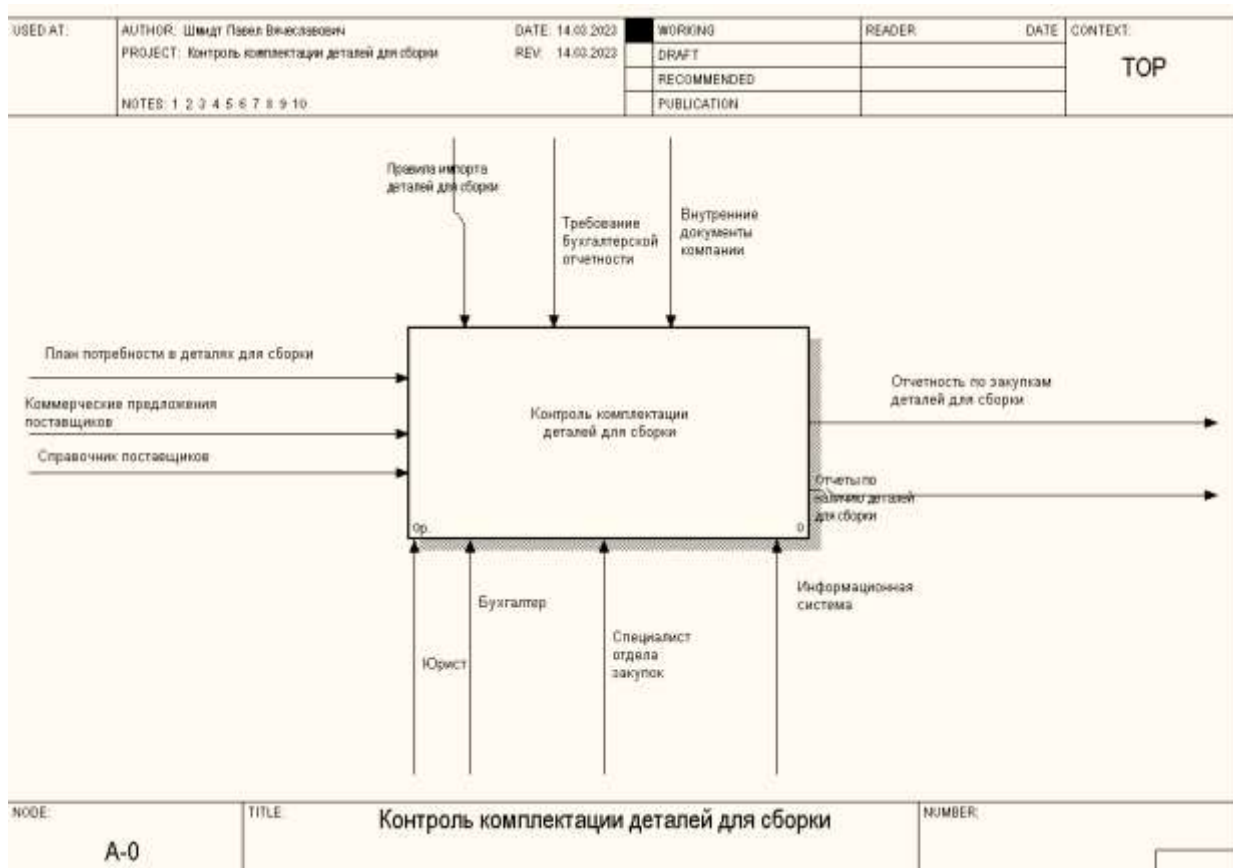 USED AT:
AUTHOR: Шмидт Павел Вячеславович
DATE: 14.03.2023
WORKING
READER
DATE
CONTEXT:
PROJECT: Контроль комплектации деталей для сборки
REV: 14.03.2023
DRAFT
TOP
RECOMMENDED
NOTES: 1 2 3 4 5 6 7 8 9 10
PUBLICATION
Правила импорта
деталей для сборки
Требование
бухгалтерской
отчетности
Внутренние
документы
компании
План потребности в деталях для сборки
Коммерческие предложения
поставщиков
Справочник поставщиков
Контроль комплектации
деталей для сборки
0р.
0
Отчетность по закупкам
деталей для сборки
Отчеты по
наличию деталей
для сборки
Юрист
Бухгалтер
Специалист
отдела
закупок
Информационная
система
NODE:
A-0
TITLE:
Контроль комплектации деталей для сборки
NUMBER: